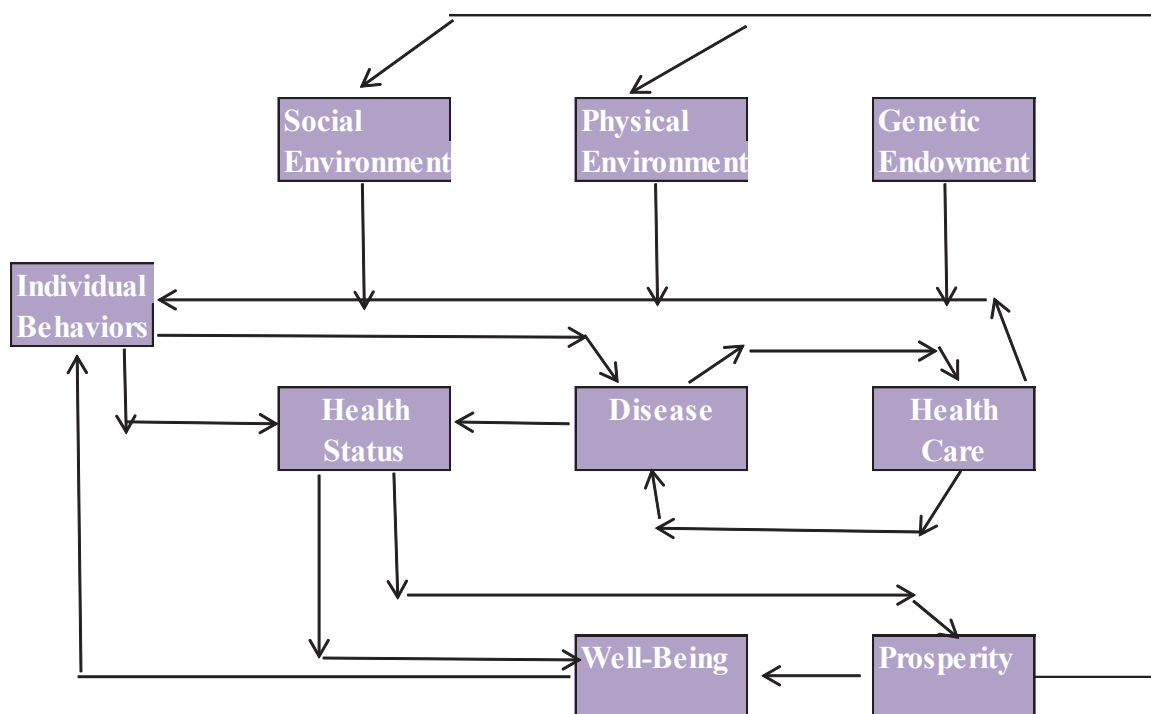 Social
Environment
Physical
Environment
Genetic
Endowment
Individual
Behaviors
Health
Status
Disease
Health
Care
Well-Being
Prosperity